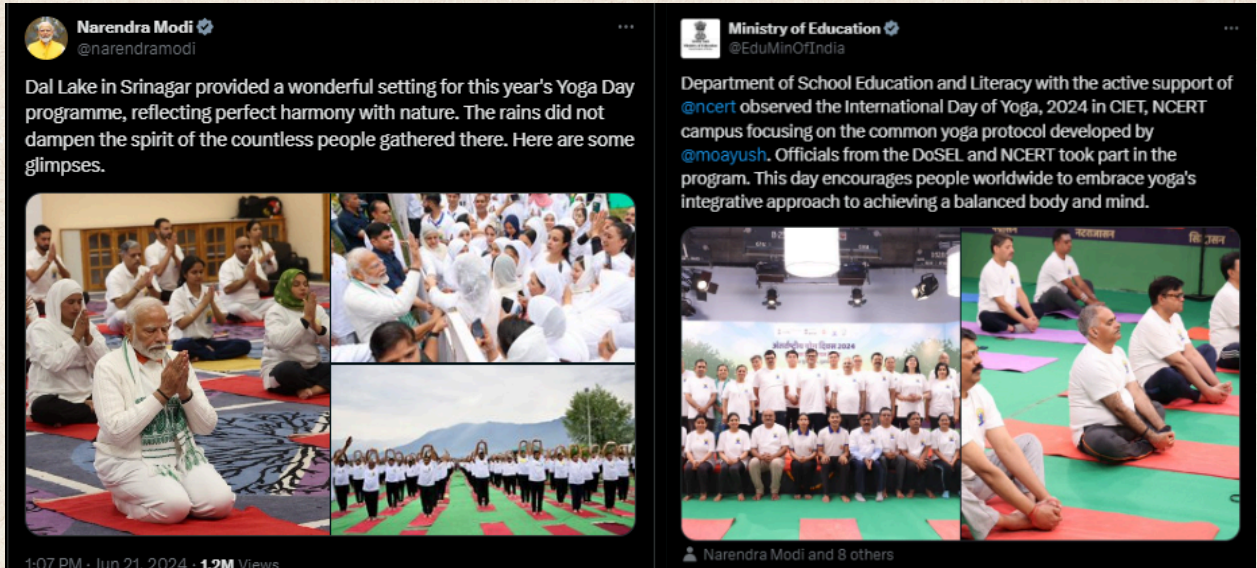 Narendra Modi
@narendramodi
Dal Lake in Srinagar provided a wonderful setting for this year's Yoga Day
programme, reflecting perfect harmony with nature. The rains did not
dampen the spirit of the countless people gathered there. Here are some
glimpses.
1:07 PM · Jun 21, 2024 · 1.2M Views
Ministry of Education
@EduMinOfIndia
Department of School Education and Literacy with the active support of
@ncert observed the International Day of Yoga, 2024 in CIET, NCERT
campus focusing on the common yoga protocol developed by
@moayush. Officials from the DoSEL and NCERT took part in the
program. This day encourages people worldwide to embrace yoga's
integrative approach to achieving a balanced body and mind.
अंतर्राष्ट्रीय योग दिवस 2024
नटराजासन
Narendra Modi and 8 others